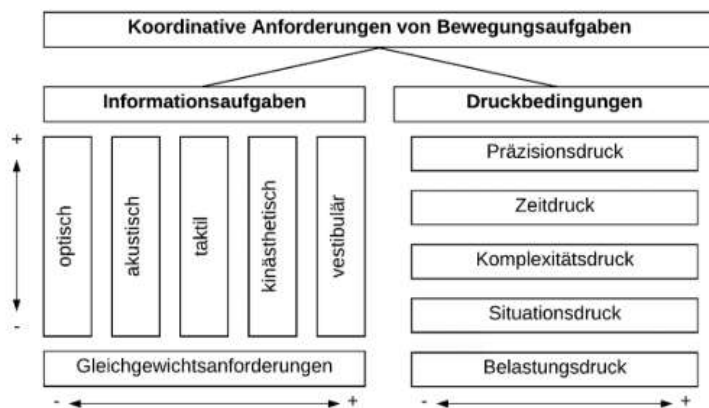 Koordinative Anforderungen von Bewegungsaufgaben
Informationsaufgaben
Druckbedingungen
+
-
optisch
akustisch
taktil
kinästhetisch
vestibulär
Gleichgewichtsanforderungen
- +
Präzisionsdruck
Zeitdruck
Komplexitätsdruck
Situationsdruck
Belastungsdruck
- +